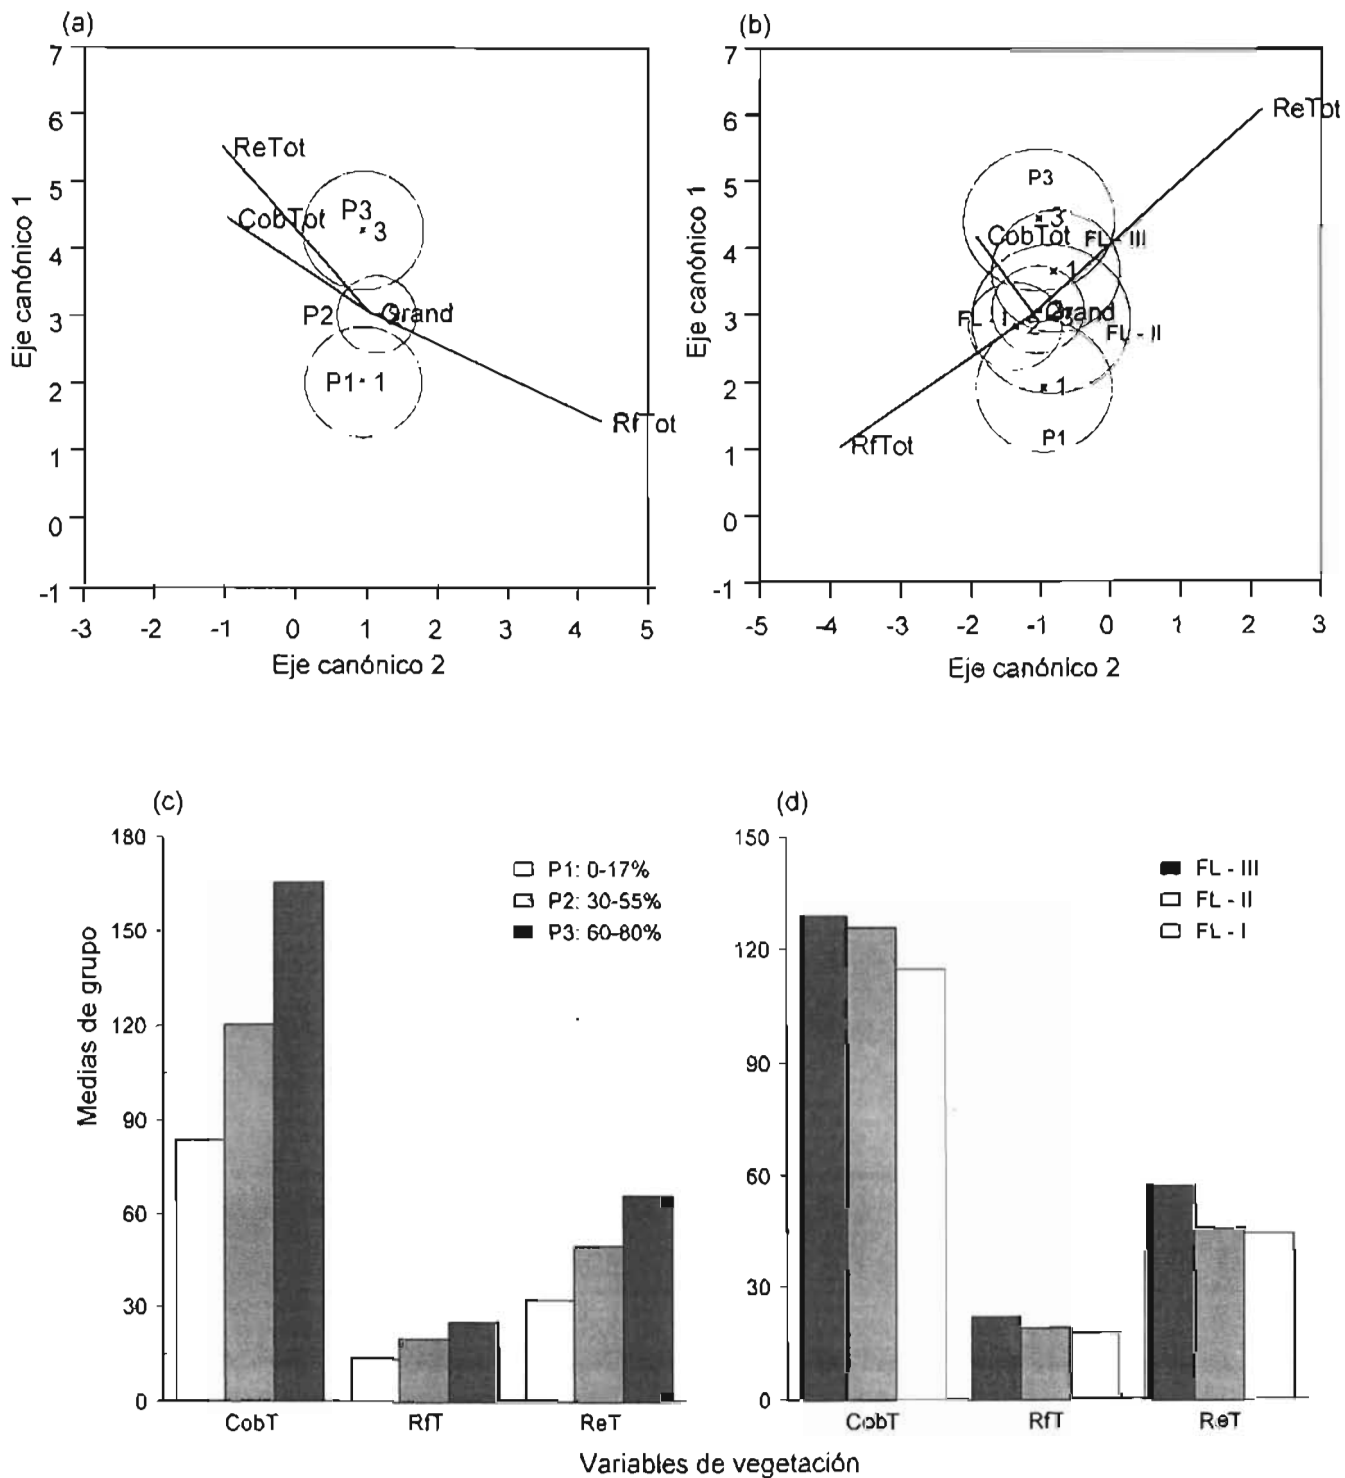 (a)
7
6
5
4
3
2
1
0
-1
Eje canónico 1
ReTot
CobTot
P3
3
P2
Grand
P1
1
RfTot
-3 -2 -1 0 1 2 3 4 5
Eje canónico 2
(b)
7
6
5
4
3
2
1
0
-1
Eje canónico 1
ReTot
P3
3
CobTot
FL - III
1
Grand
FL - I
2
3
FL - II
1
P1
RfTot
-5 -4 -3 -2 -1 0 1 2 3
Eje canónico 2
(c)
180
150
120
90
60
30
0
Medias de grupo
P1: 0-17%
P2: 30-55%
P3: 60-80%
CobT RfT ReT
(d)
150
120
90
60
30
0
FL - III
FL - II
FL - I
CobT RfT ReT
Variables de vegetación